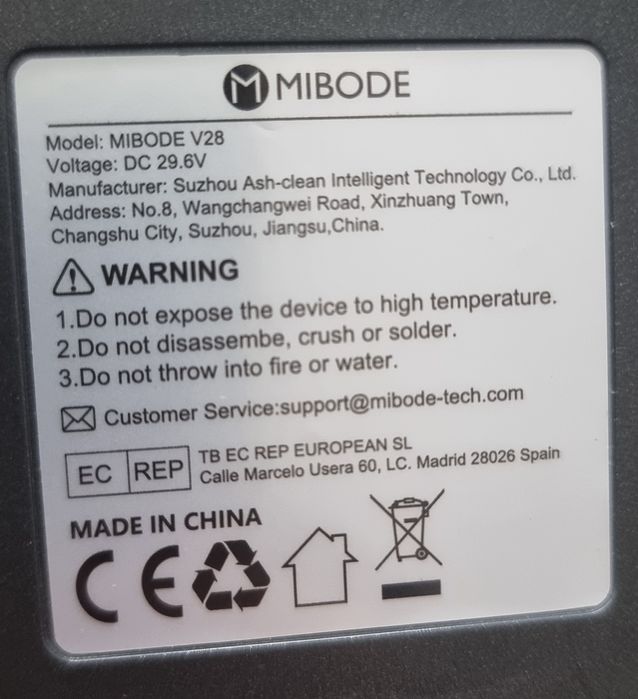 M MIBODE
Model: MIBODE V28
Voltage: DC 29.6V
Manufacturer: Suzhou Ash-clean Intelligent Technology Co., Ltd.
Address: No.8, Wangchangwei Road, Xinzhuang Town,
Changshu City, Suzhou, Jiangsu,China.
WARNING
1.Do not expose the device to high temperature.
2.Do not disassembe, crush or solder.
3.Do not throw into fire or water.
Customer Service:support@mibode-tech.com
EC REP
TB EC REP EUROPEAN SL
Calle Marcelo Usera 60, LC. Madrid 28026 Spain
MADE IN CHINA
CE